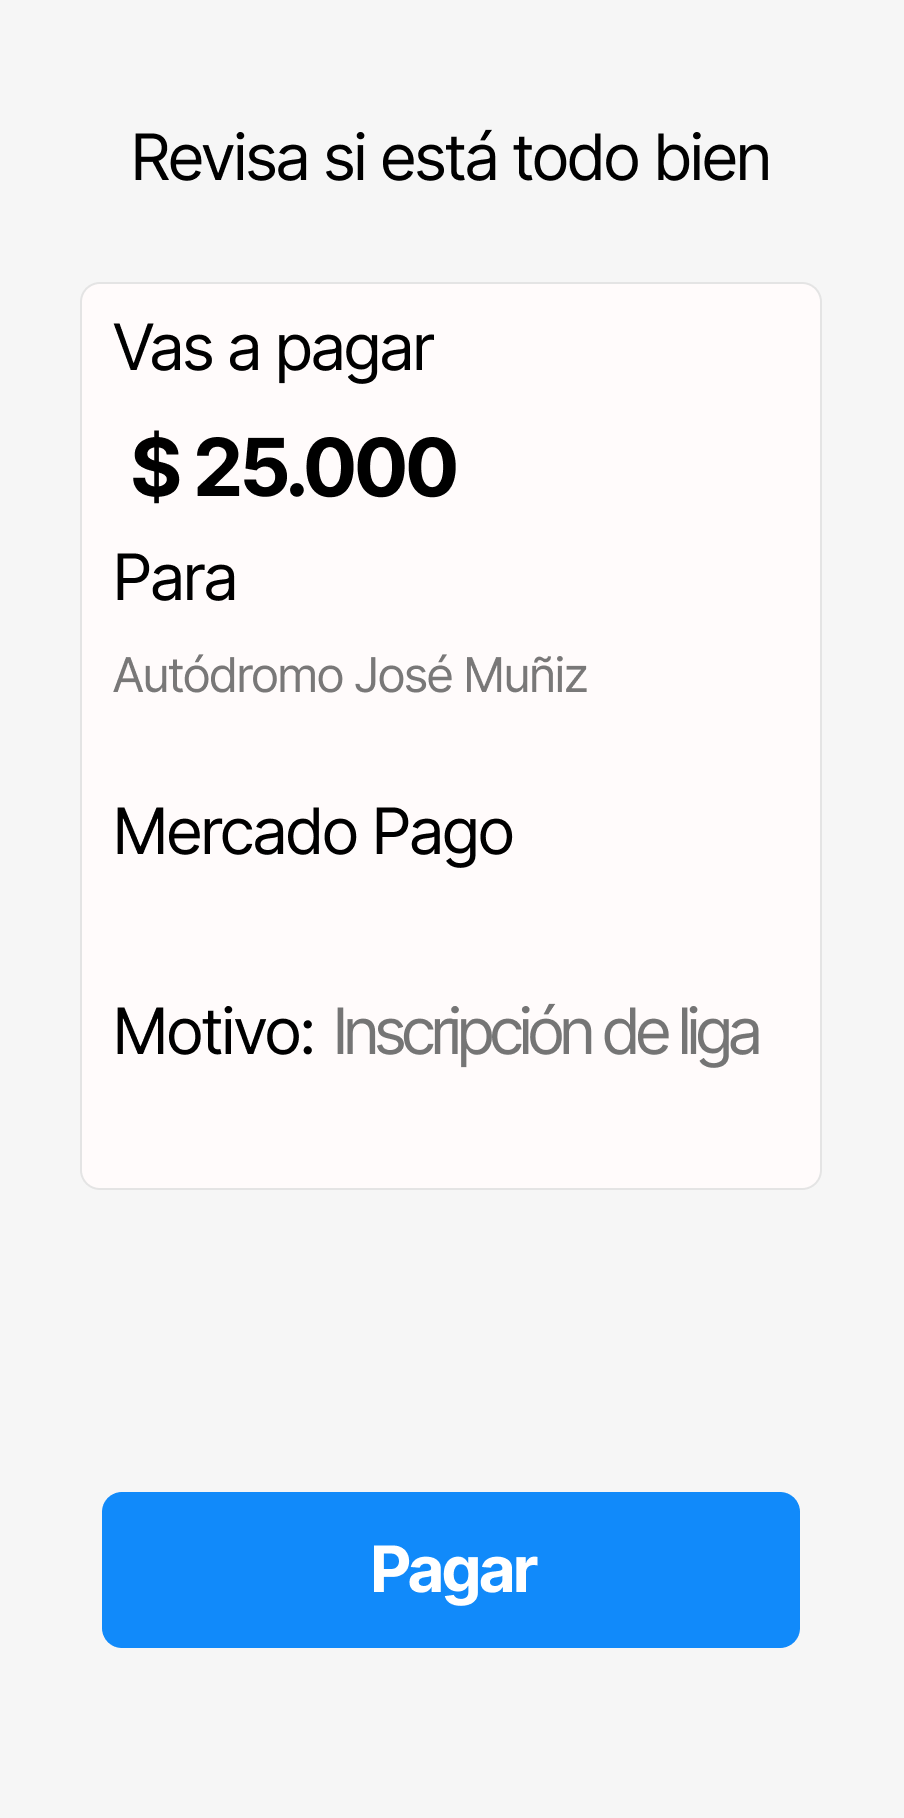 Revisa si está todo bien
Vas a pagar
$ 25.000
Para
Autódromo José Muñiz
Mercado Pago
Motivo: Inscripción de liga
Pagar